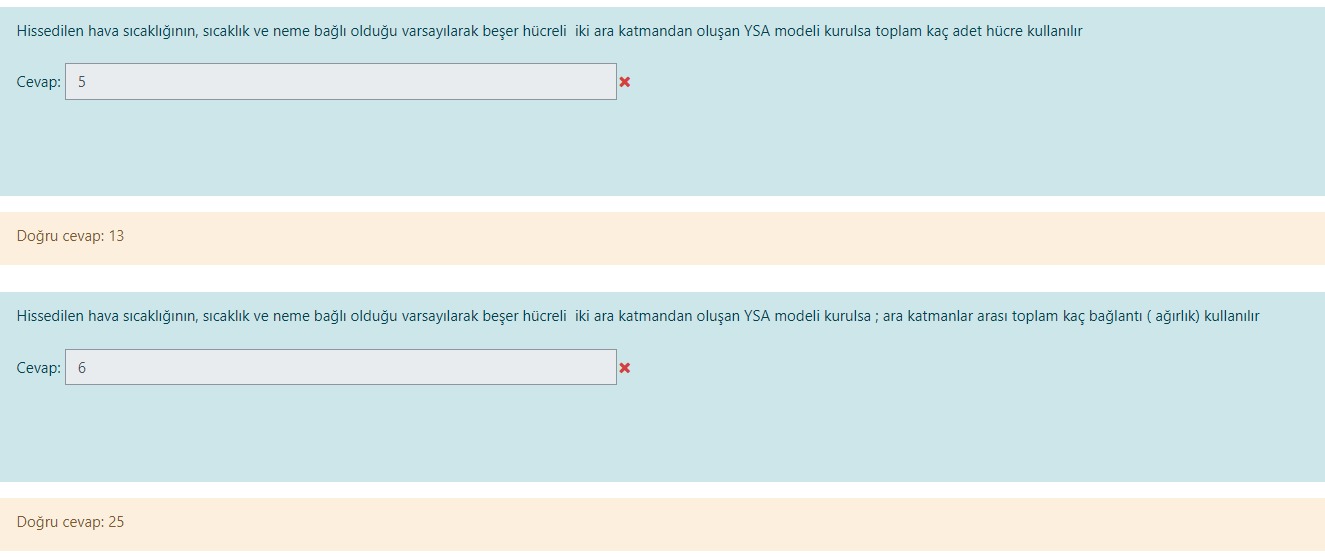 Hissedilen hava sıcaklığının, sıcaklık ve neme bağlı olduğu varsayılarak beşer hücreli iki ara katmandan oluşan YSA modeli kurulsa toplam kaç adet hücre kullanılır
Cevap: 5
Doğru cevap: 13
Hissedilen hava sıcaklığının, sıcaklık ve neme bağlı olduğu varsayılarak beşer hücreli iki ara katmandan oluşan YSA modeli kurulsa ; ara katmanlar arası toplam kaç bağlantı ( ağırlık) kullanılır
Cevap: 6
Doğru cevap: 25